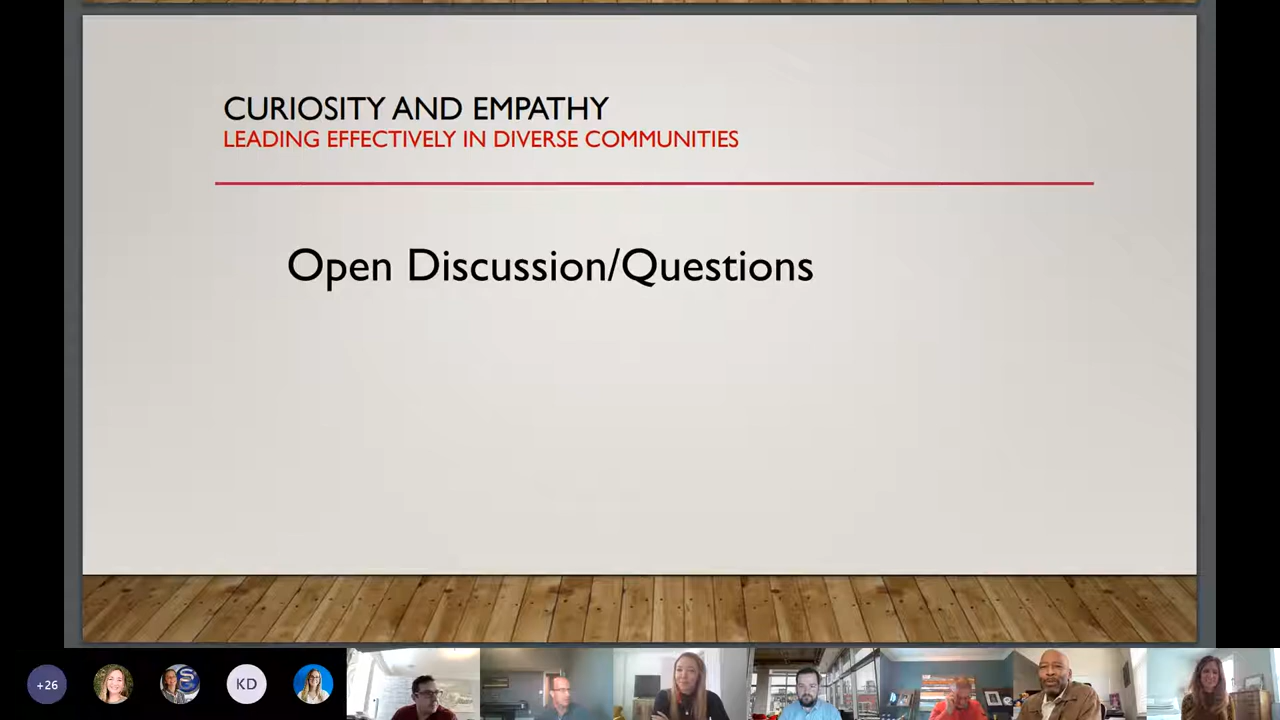 CURIOSITY AND EMPATHY
LEADING EFFECTIVELY IN DIVERSE COMMUNITIES
Open Discussion/Questions
+26
KD